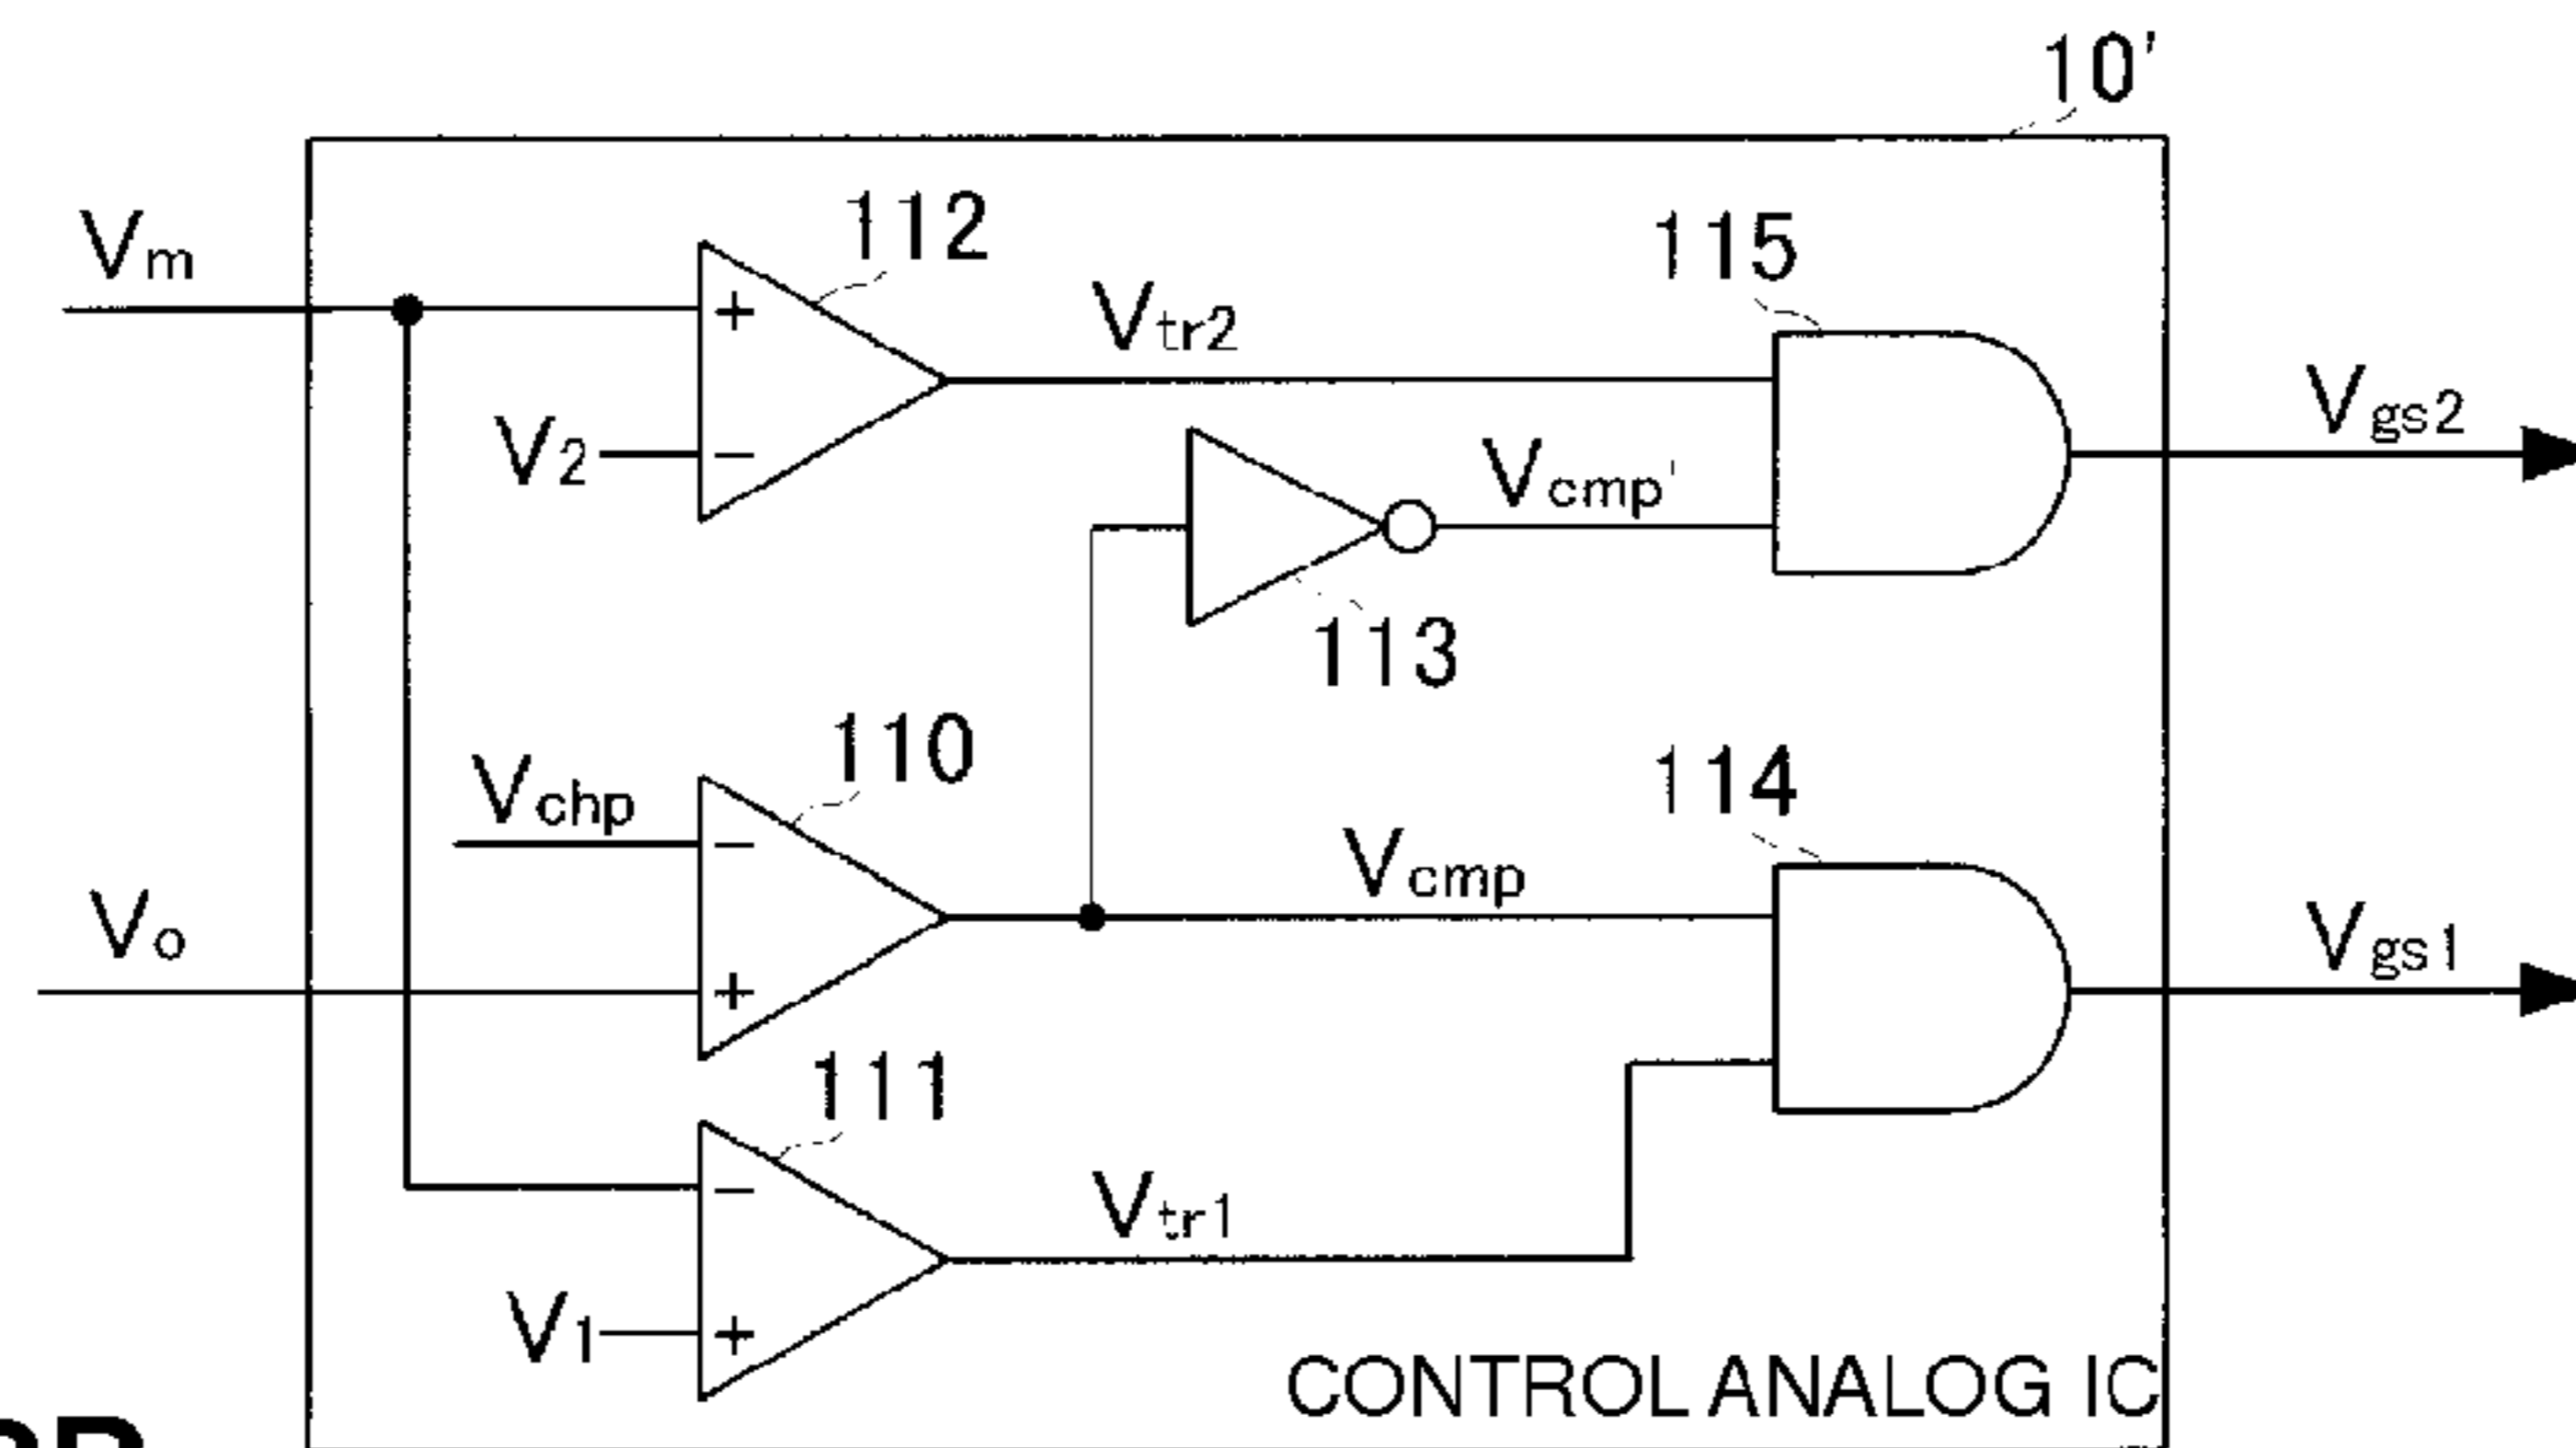 10'
112
Vm
115
Vtr2
Vgs2
V2
Vcmp'
113
110
114
Vchp
Vcmp
Vo
Vgs1
111
Vtr1
V1
CONTROL ANALOG IC